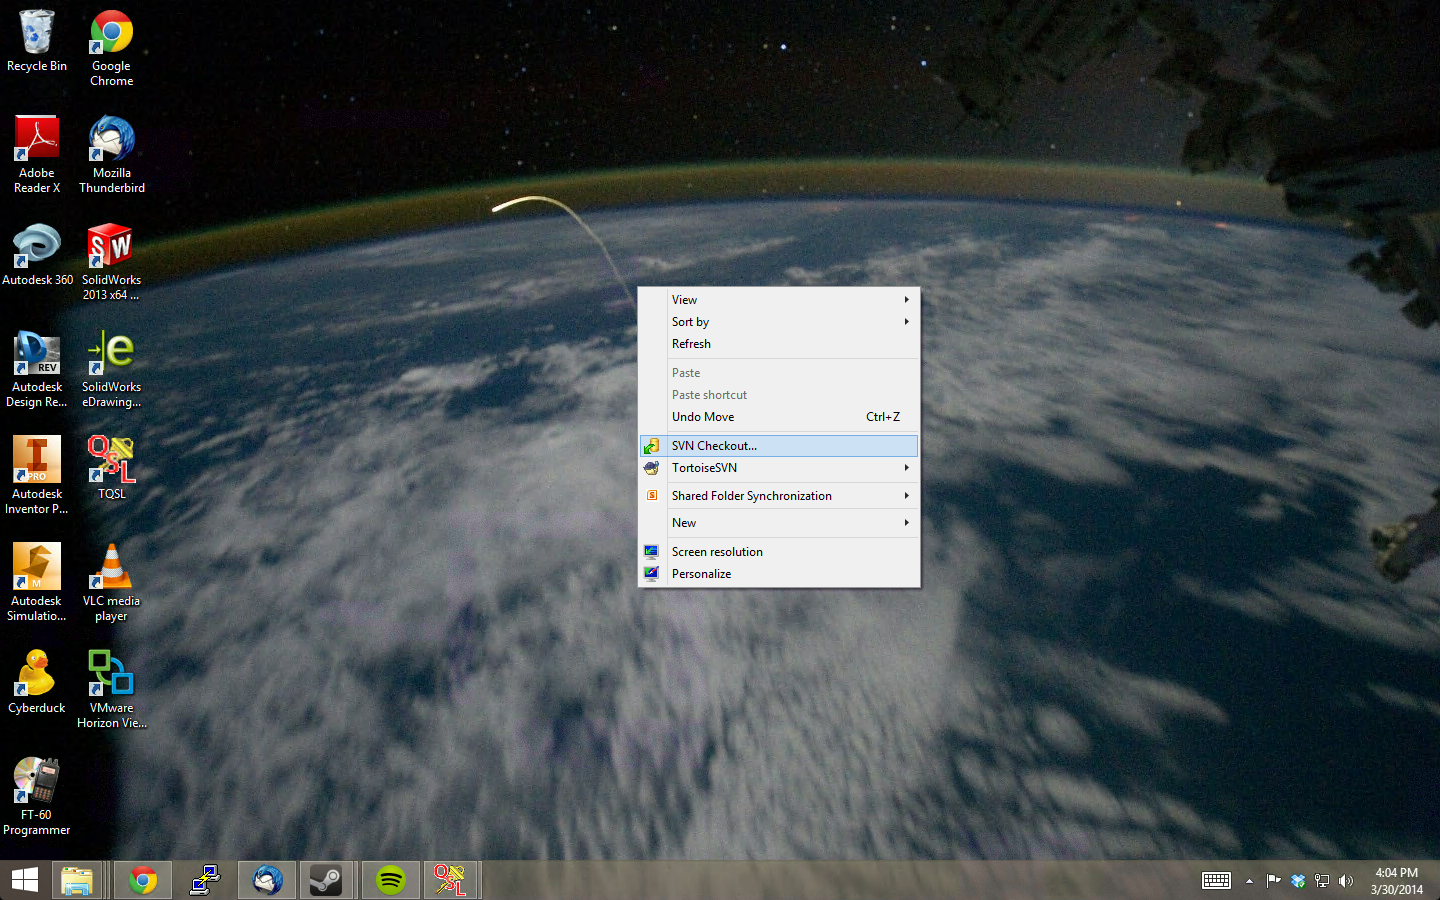 Recycle Bin
Google
Chrome
Adobe
Reader X
Mozilla
Thunderbird
Autodesk 360
SW
SolidWorks
2013 x64 ...
REV
Autodesk
Design Re...
e
SolidWorks
eDrawing...
PRO
Autodesk
Inventor P...
QSL
TQSL
M
Autodesk
Simulatio...
VLC media
player
Cyberduck
VMware
Horizon Vie...
FT-60
Programmer
View
Sort by
Refresh
Paste
Paste shortcut
Undo Move Ctrl+Z
SVN Checkout...
TortoiseSVN
S Shared Folder Synchronization
New
Screen resolution
Personalize
QSL
4:04 PM
3/30/2014